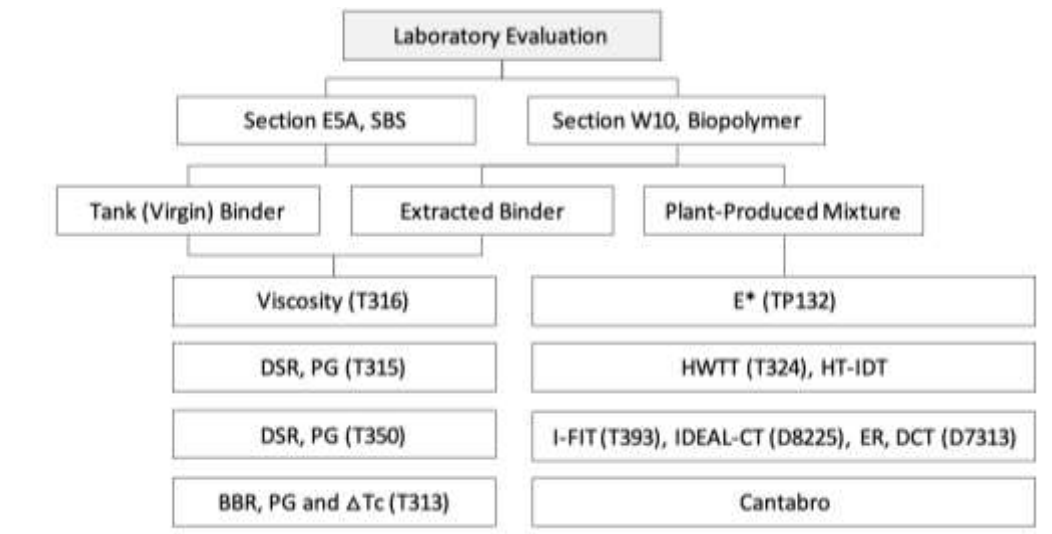 Laboratory Evaluation
Section E5A, SBS
Section W10, Biopolymer
Tank (Virgin) Binder
Extracted Binder
Plant-Produced Mixture
Viscosity (T316)
E* (TP132)
DSR, PG (T315)
HWTT (T324), HT-IDT
DSR, PG (T350)
I-FIT (T393), IDEAL-CT (D8225), ER, DCT (D7313)
BBR, PG and ΔTc (T313)
Cantabro